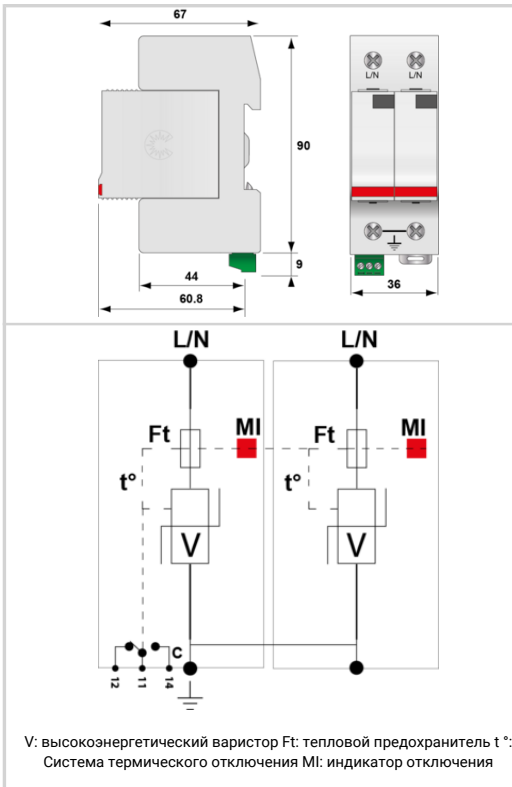 67
L/N L/N
90
9
44
36
60.8
L/N L/N
Ft MI Ft MI
t° t°
V V
C
12 11 14
V: высокоэнергетический варистор Ft: тепловой предохранитель t °:
Система термического отключения MI: индикатор отключения